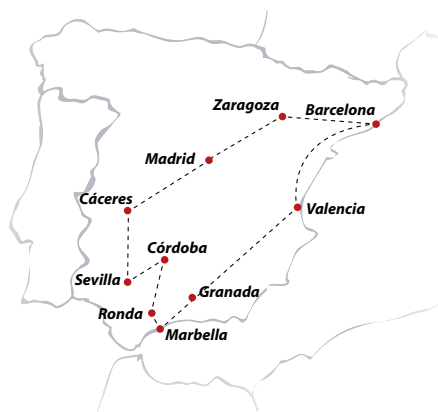 Zaragoza
Barcelona
Madrid
Cáceres
Valencia
Córdoba
Sevilla
Granada
Ronda
Marbella